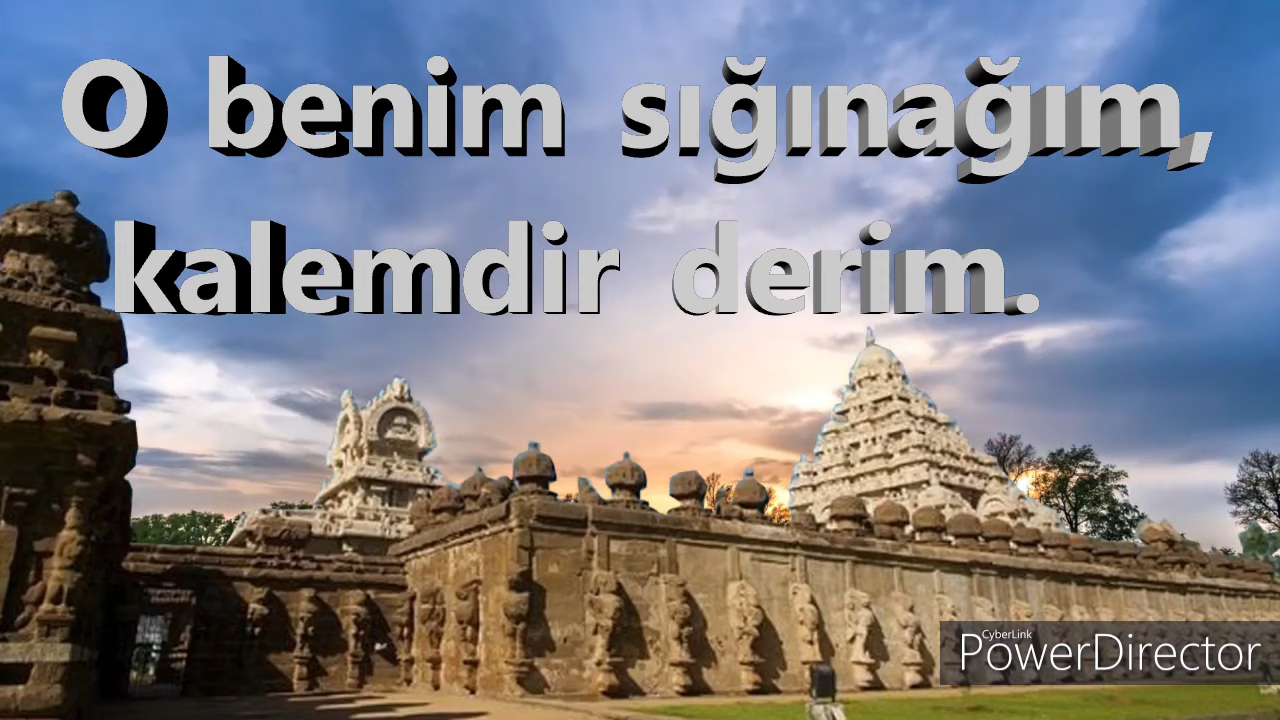 O benim sığınağım,
kalemdir derim.
CyberLink
PowerDirector